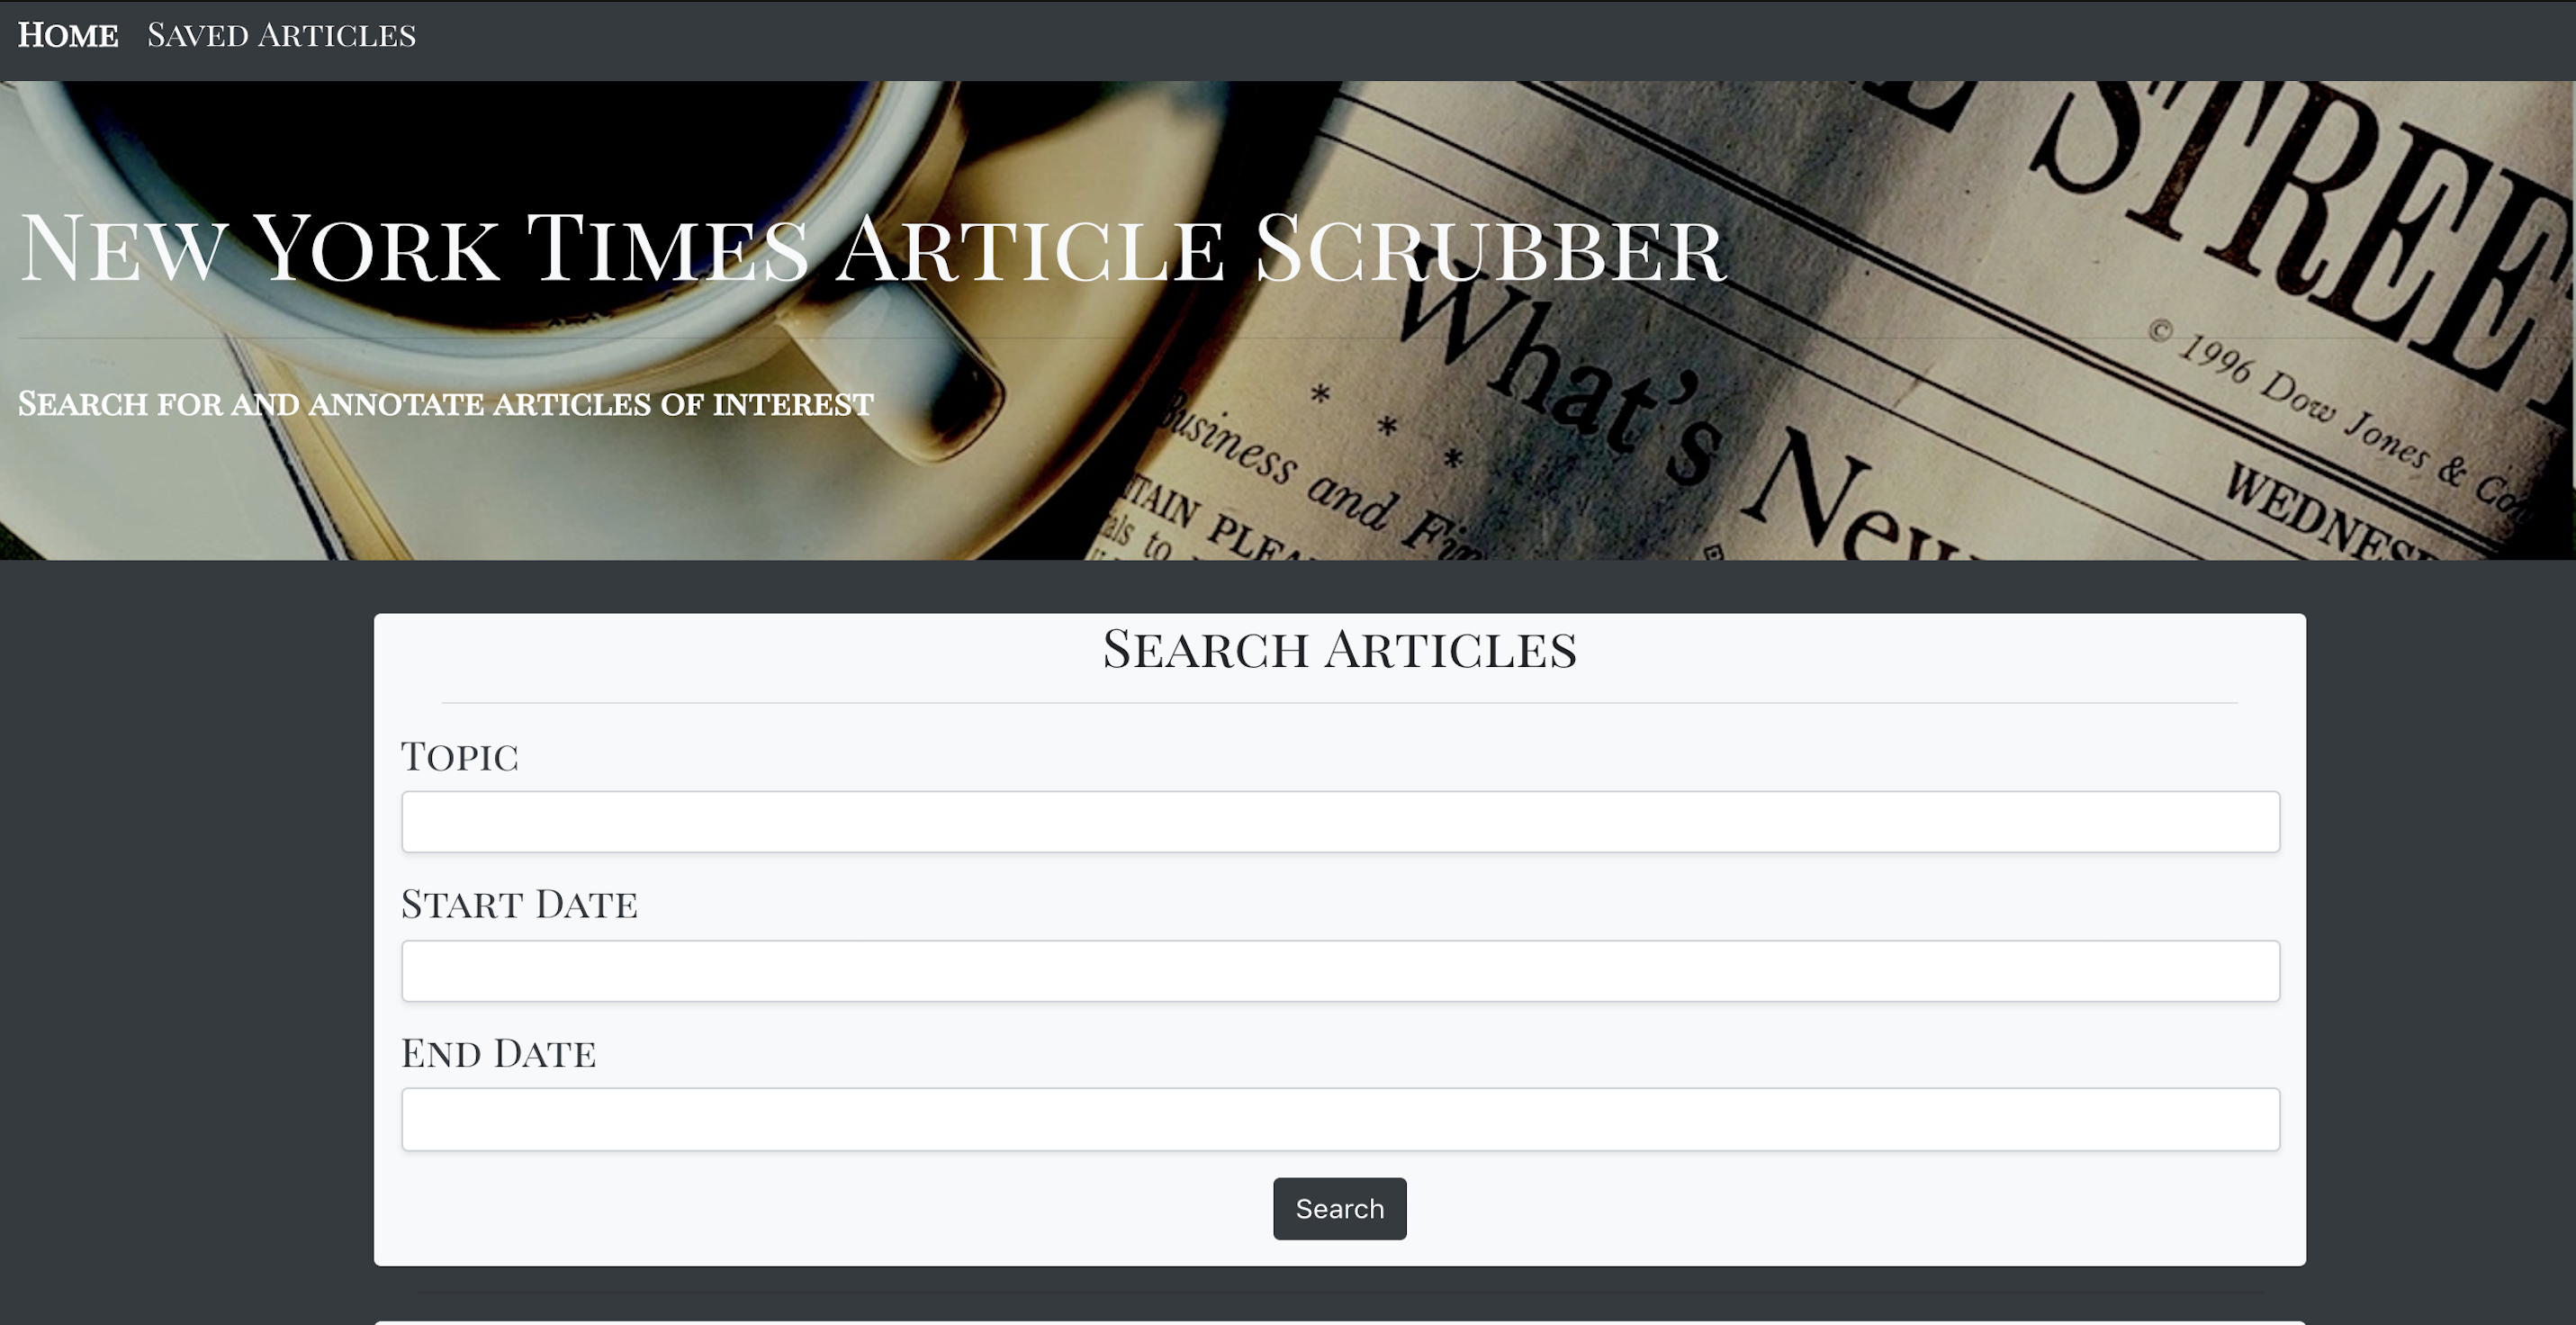 Home Saved Articles
New York Times Article Scrubber
Search for and annotate articles of interest
STREE
© 1996 Dow Jones & Co
What's New
* * *
Business and Fin
WEDNES
TAIN PLEA
als to
Search Articles
Topic
Start Date
End Date
Search